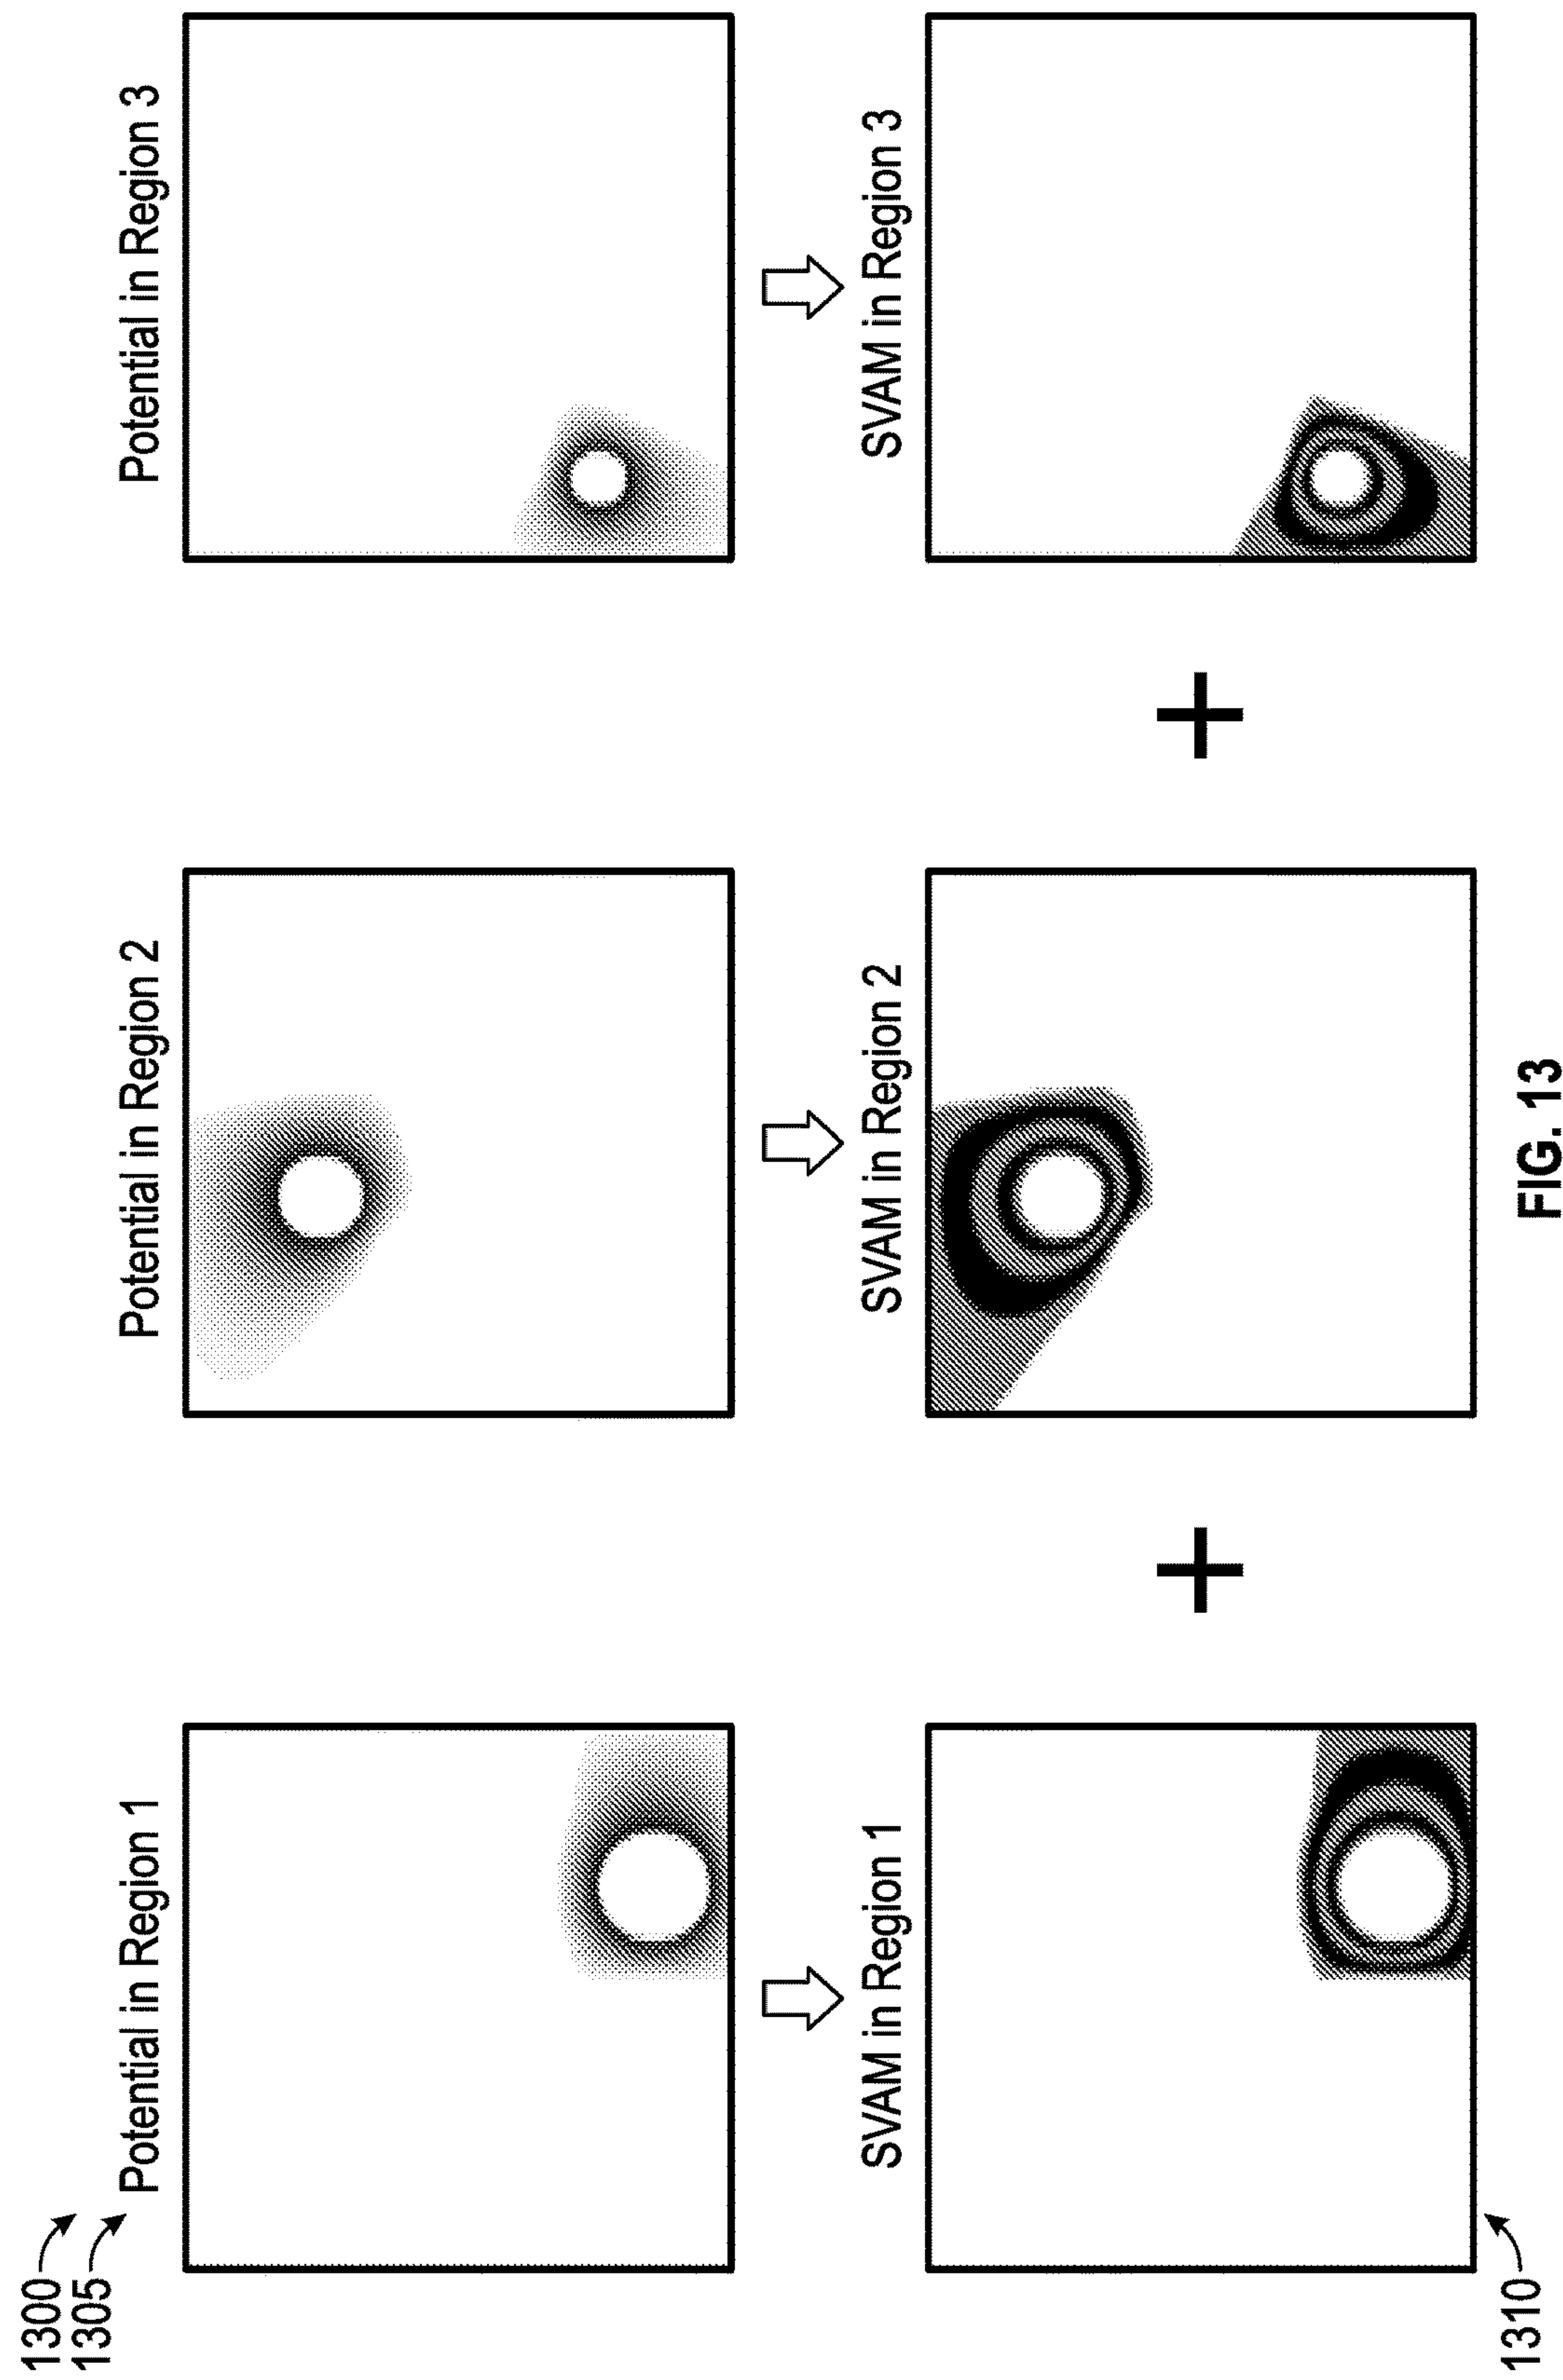 1300
1305
Potential in Region 1
Potential in Region 2
Potential in Region 3
SVAM in Region 1
+
SVAM in Region 2
+
SVAM in Region 3
1310
FIG. 13